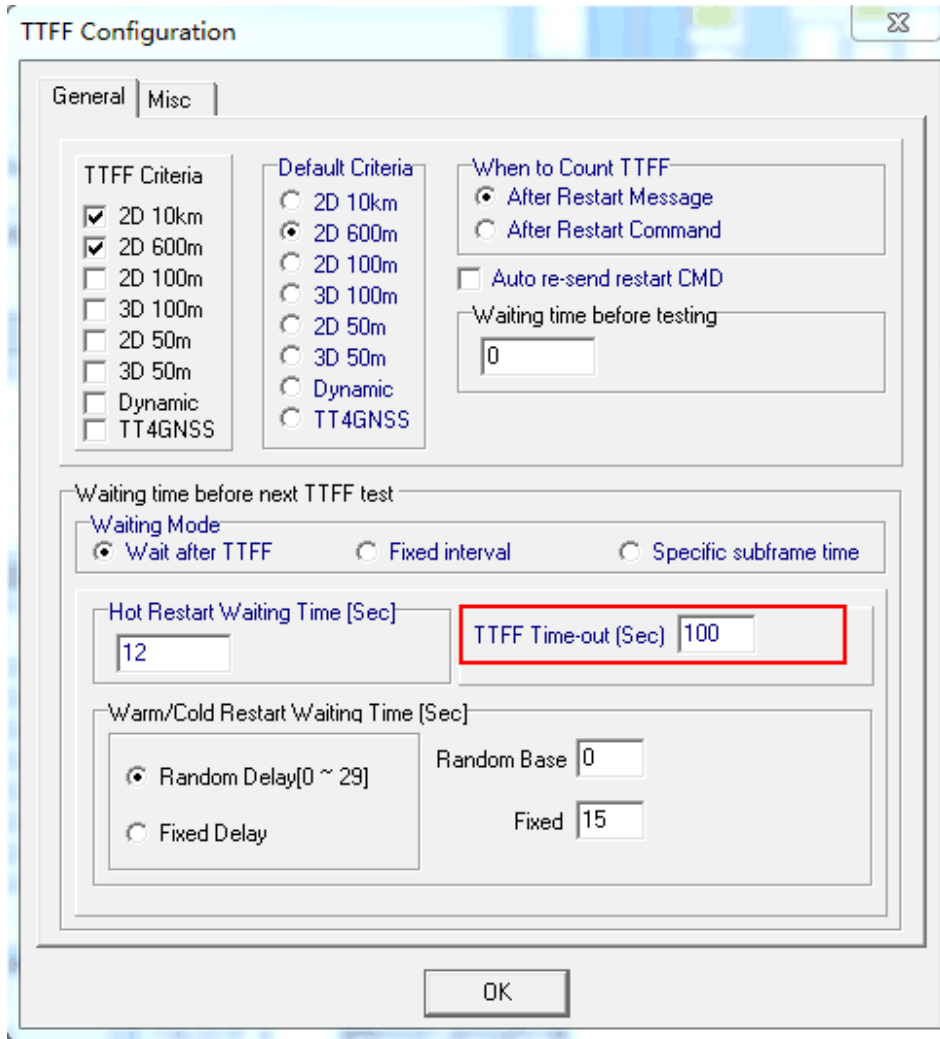 TTFF Configuration
General
Misc
TTFF Criteria
2D 10km
2D 600m
2D 100m
3D 100m
2D 50m
3D 50m
Dynamic
TT4GNSS
Default Criteria
2D 10km
2D 600m
2D 100m
3D 100m
2D 50m
3D 50m
Dynamic
TT4GNSS
When to Count TTFF
After Restart Message
After Restart Command
Auto re-send restart CMD
Waiting time before testing
0
Waiting time before next TTFF test
Waiting Mode
Wait after TTFF
Fixed interval
Specific subframe time
Hot Restart Waiting Time [Sec]
12
TTFF Time-out (Sec) 100
Warm/Cold Restart Waiting Time [Sec]
Random Delay[0 ~ 29]
Fixed Delay
Random Base 0
Fixed 15
OK